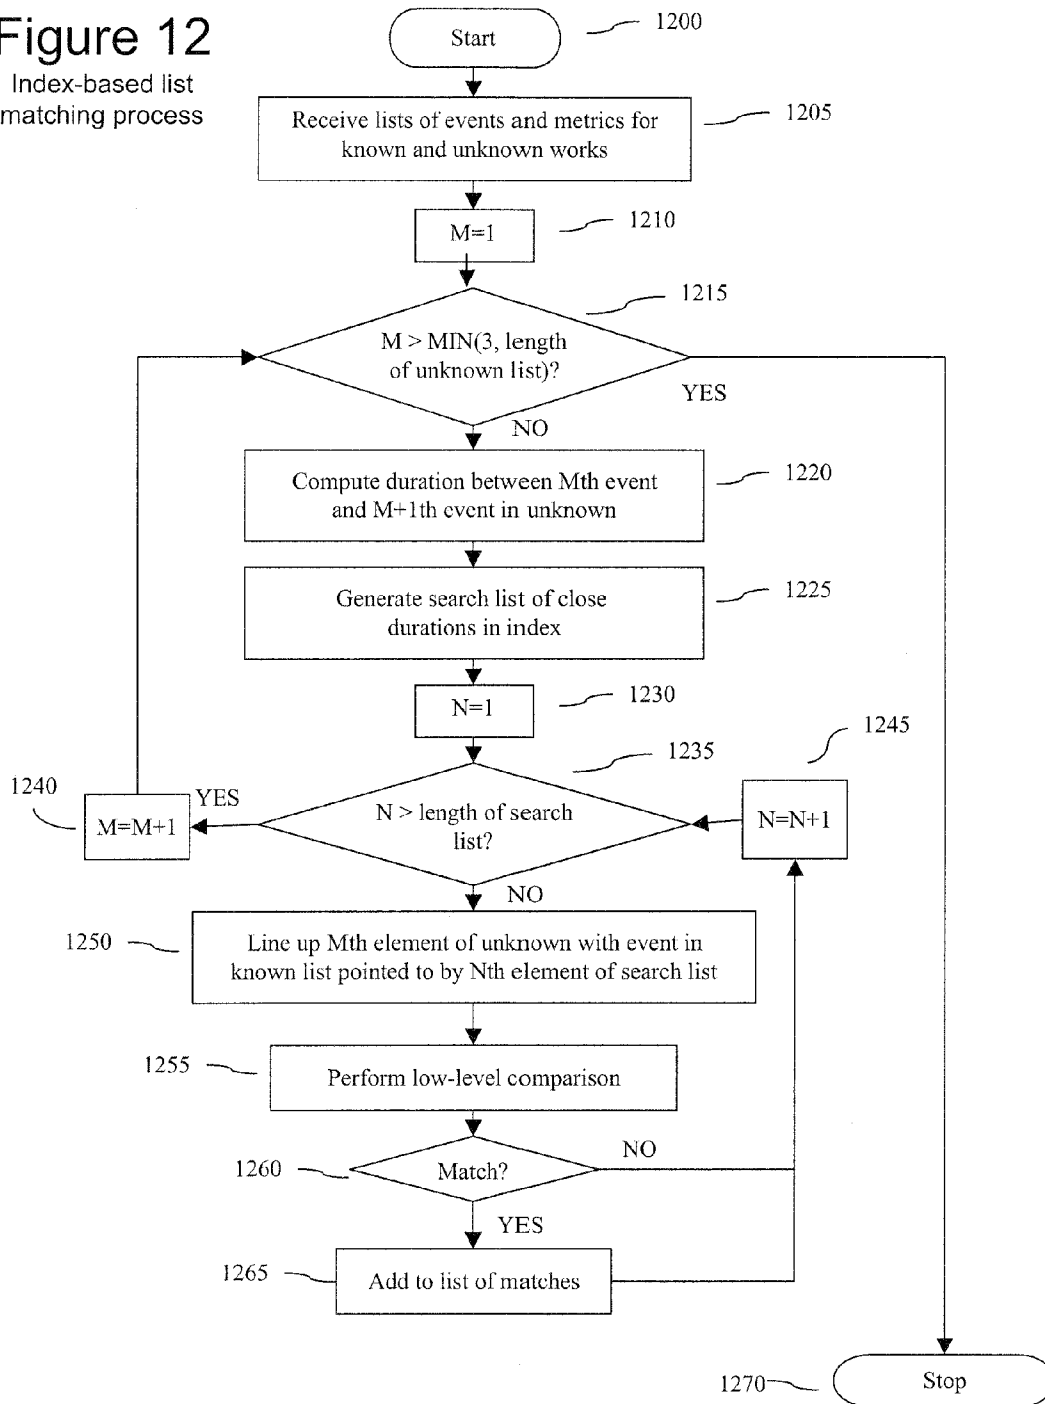 Figure 12
Index-based list
matching process
Start
1200
Receive lists of events and metrics for
known and unknown works
1205
M=1
1210
1215
M > MIN(3, length
of unknown list)?
YES
NO
Compute duration between Mth event
and M+1th event in unknown
1220
Generate search list of close
durations in index
1225
N=1
1230
1235
1245
1240
YES
M=M+1
N > length of search
list?
N=N+1
NO
1250
Line up Mth element of unknown with event in
known list pointed to by Nth element of search list
1255
Perform low-level comparison
1260
Match?
NO
YES
1265
Add to list of matches
1270
Stop